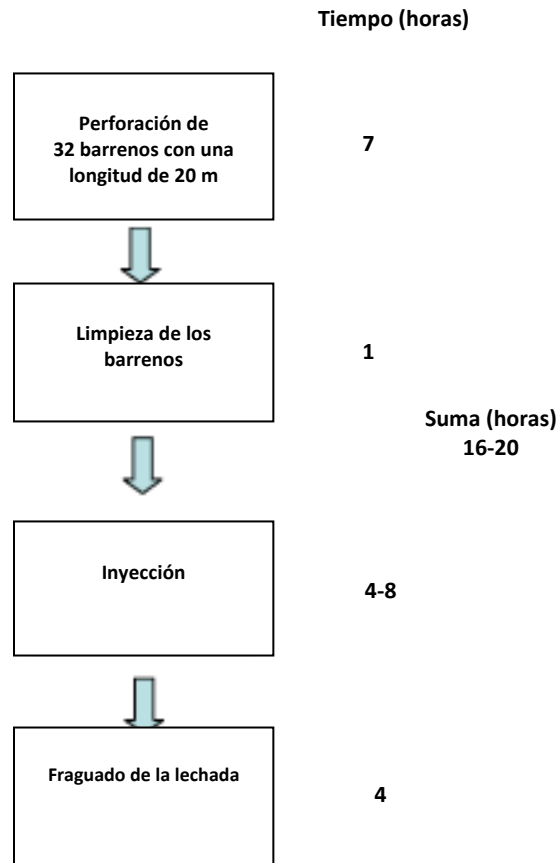 Tiempo (horas)
Perforación de
32 barrenos con una
longitud de 20 m
7
Limpieza de los
barrenos
1
Suma (horas)
16-20
Inyección
4-8
Fraguado de la lechada
4